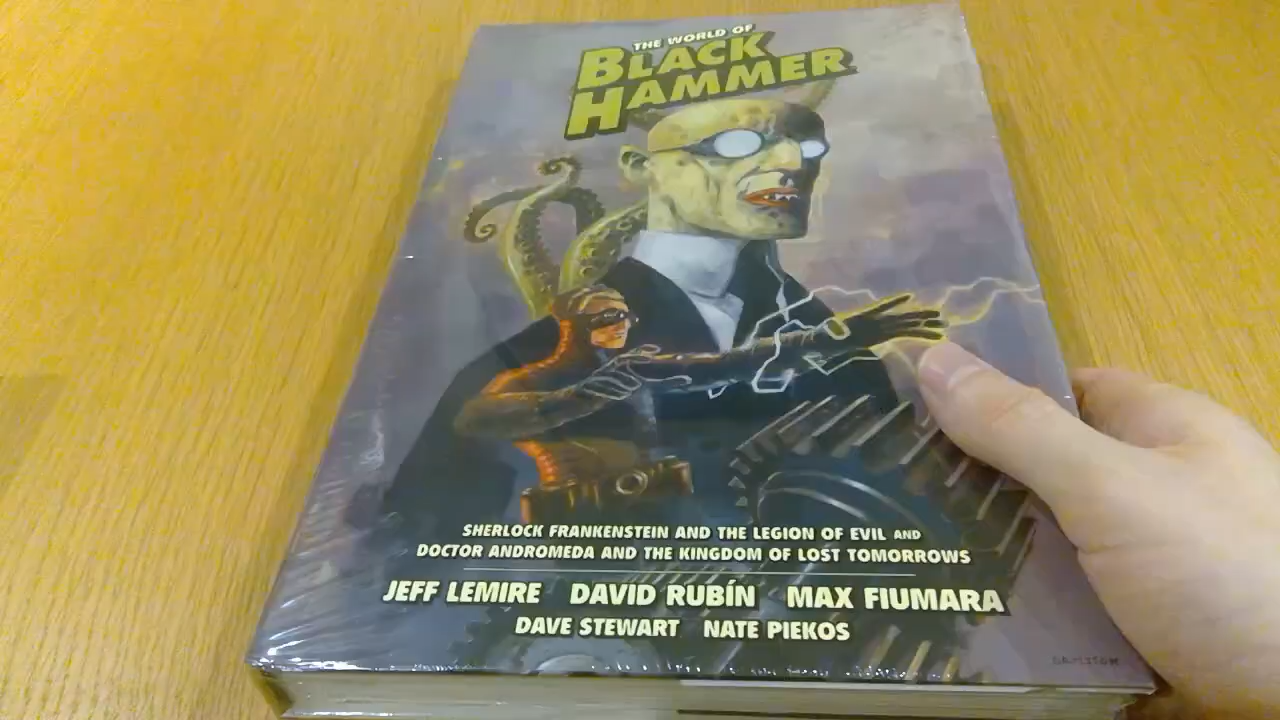 THE WORLD OF
BLACK
HAMMER
SHERLOCK FRANKENSTEIN AND THE LEGION OF EVIL AND
DOCTOR ANDROMEDA AND THE KINGDOM OF LOST TOMORROWS
JEFF LEMIRE DAVID RUBÍN MAX FIUMARA
DAVE STEWART NATE PIEKOS